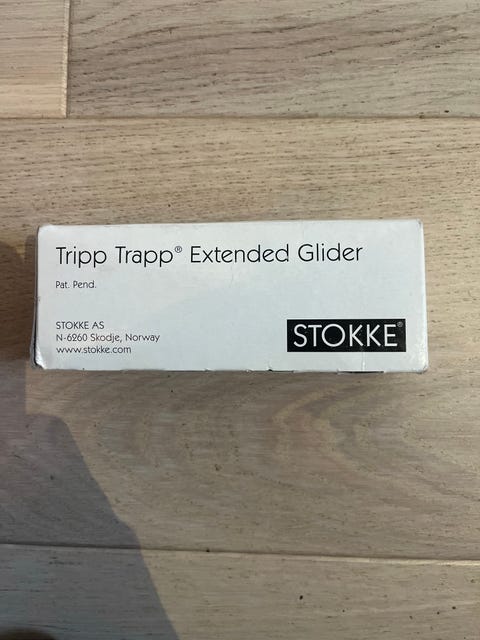 Tripp Trapp® Extended Glider
Pat. Pend.
STOKKE AS
N-6260 Skodje, Norway
www.stokke.com
STOKKE®